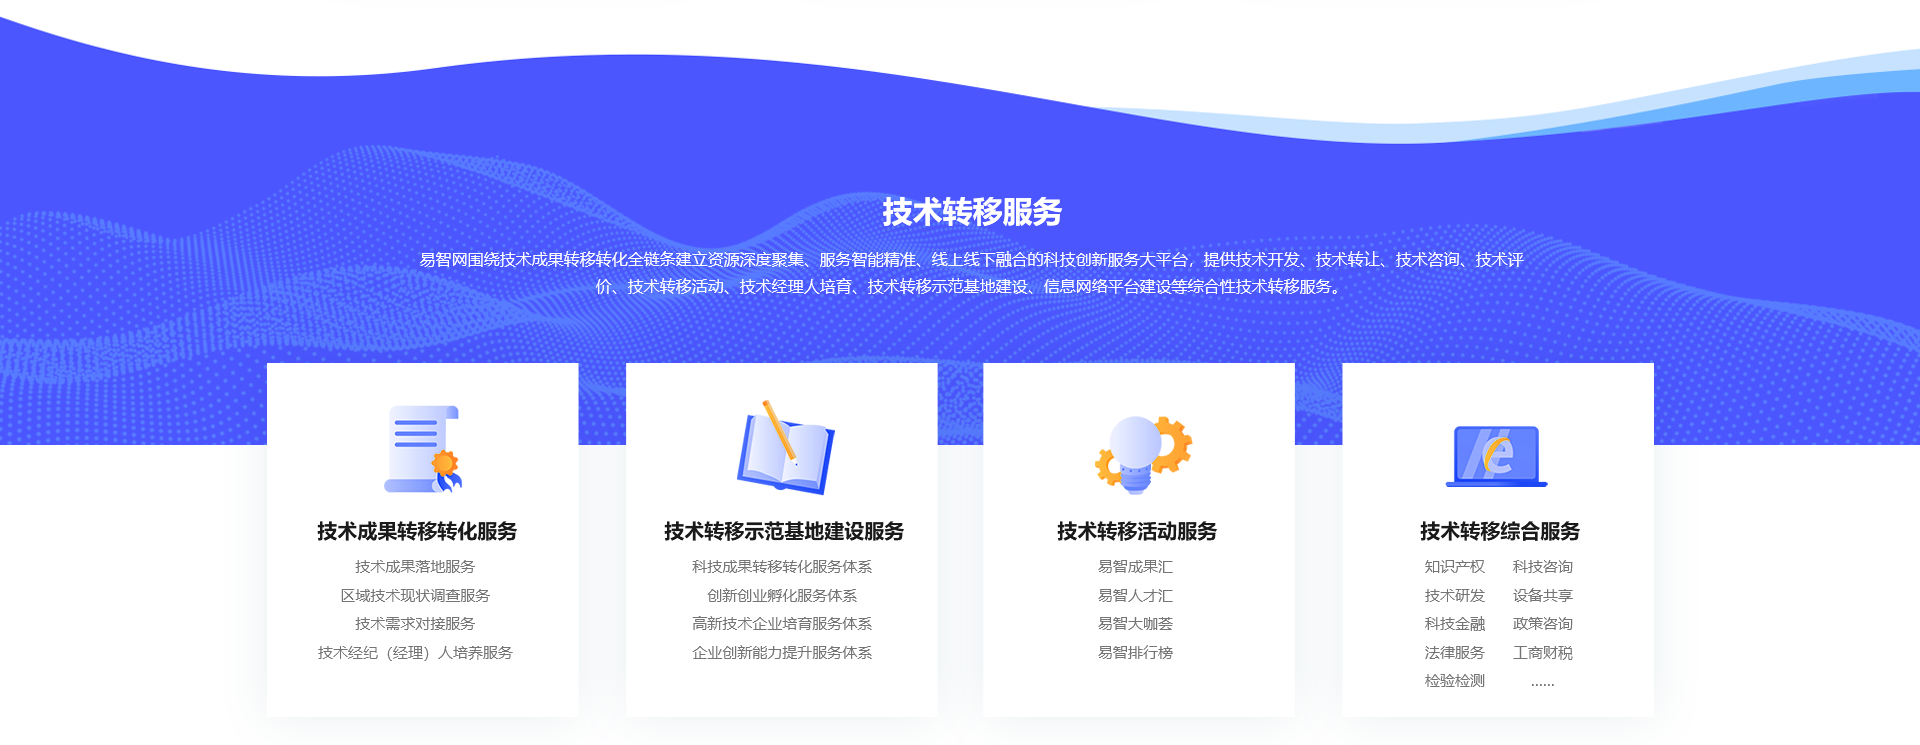 技术转移服务
易智网围绕技术成果转移转化全链条建立资源深度聚集、服务智能精准、线上线下融合的科技创新服务大平台，提供技术开发、技术转让、技术咨询、技术评
价、技术转移活动、技术经理人培育、技术转移示范基地建设、信息网络平台建设等综合性技术转移服务。
技术成果转移转化服务
技术成果落地服务
区域技术现状调查服务
技术需求对接服务
技术经纪（经理）人培养服务
技术转移示范基地建设服务
科技成果转移转化服务体系
创新创业孵化服务体系
高新技术企业培育服务体系
企业创新能力提升服务体系
技术转移活动服务
易智成果汇
易智人才汇
易智大咖荟
易智排行榜
技术转移综合服务
知识产权 科技咨询
技术研发 设备共享
科技金融 政策咨询
法律服务 工商财税
检验检测 ......